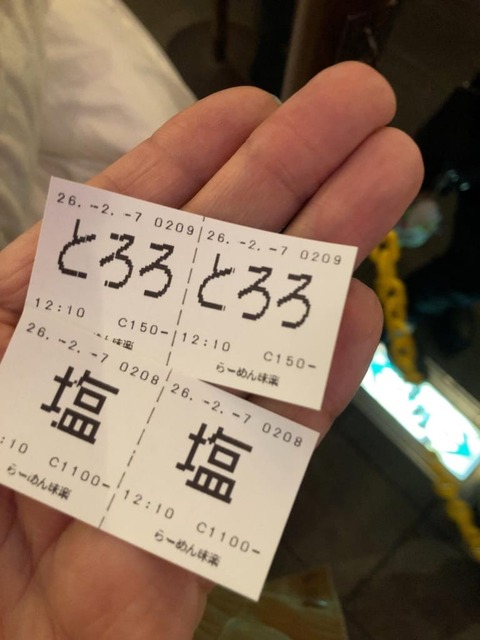 26.-2.-7 0209
とろろ
12:10 C150-
26.-2.-7 0209
とろろ
12:10 C150-
らーめん味楽
26.-2.-7 0208
塩
:10 C1100-
らーめん味楽
26.-2.-7 0208
塩
12:10 C1100-
らーめん味楽